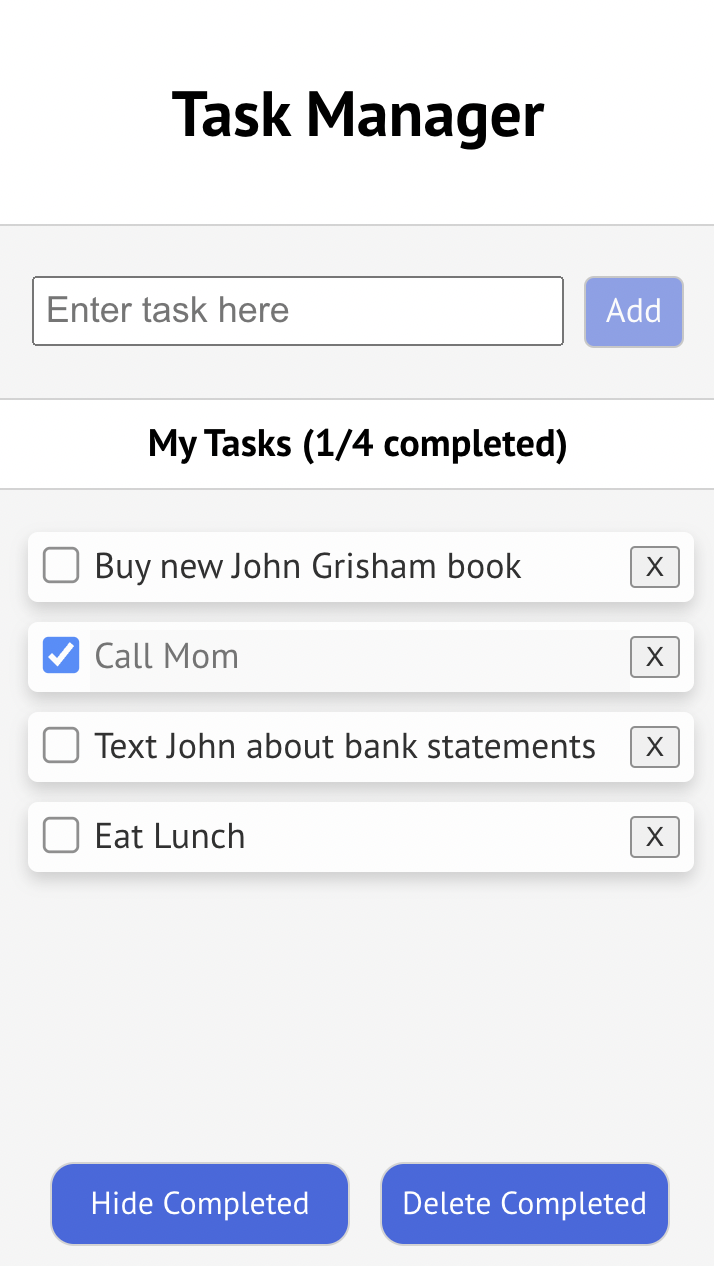 Task Manager
Enter task here
Add
My Tasks (1/4 completed)
Buy new John Grisham book
X
Call Mom
X
Text John about bank statements
X
Eat Lunch
X
Hide Completed
Delete Completed